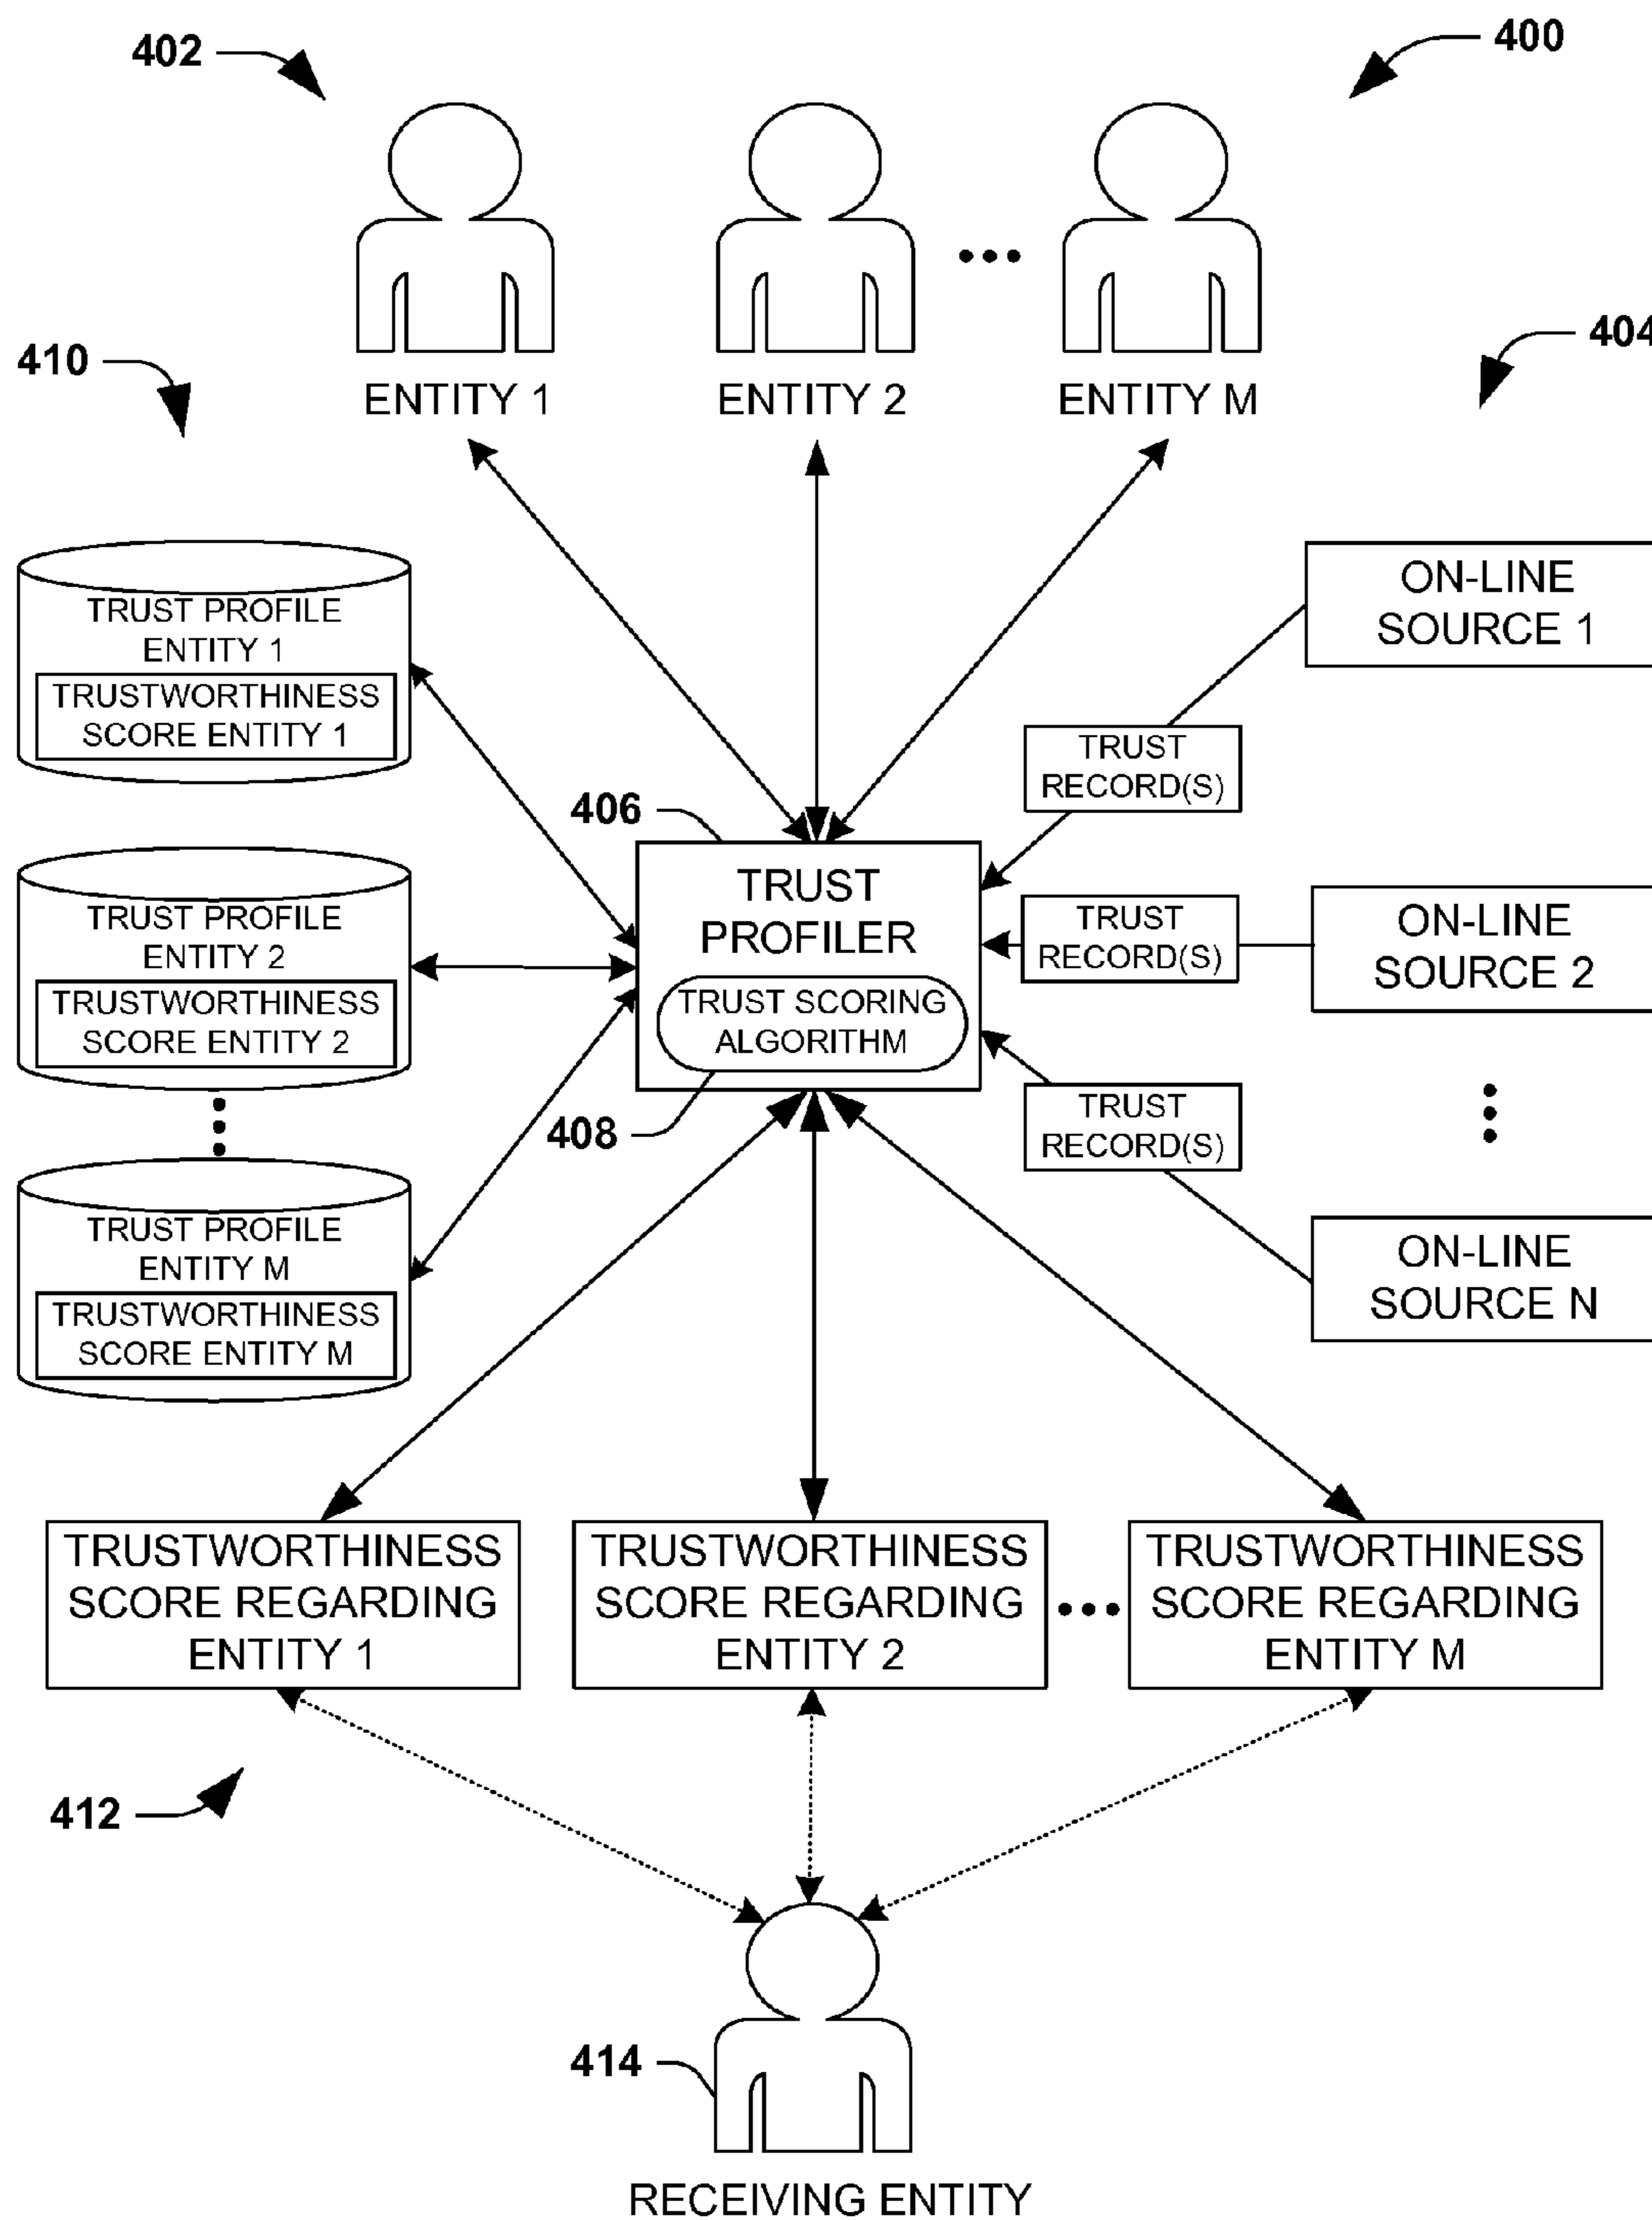 402
400
410
404
ENTITY 1
ENTITY 2
ENTITY M
TRUST PROFILE
ENTITY 1
TRUSTWORTHINESS
SCORE ENTITY 1
ON-LINE
SOURCE 1
TRUST
RECORD(S)
406
TRUST PROFILE
ENTITY 2
TRUSTWORTHINESS
SCORE ENTITY 2
TRUST
PROFILER
TRUST SCORING
ALGORITHM
408
TRUST
RECORD(S)
ON-LINE
SOURCE 2
TRUST
RECORD(S)
TRUST PROFILE
ENTITY M
TRUSTWORTHINESS
SCORE ENTITY M
ON-LINE
SOURCE N
TRUSTWORTHINESS
SCORE REGARDING
ENTITY 1
TRUSTWORTHINESS
SCORE REGARDING
ENTITY 2
TRUSTWORTHINESS
SCORE REGARDING
ENTITY M
412
414
RECEIVING ENTITY